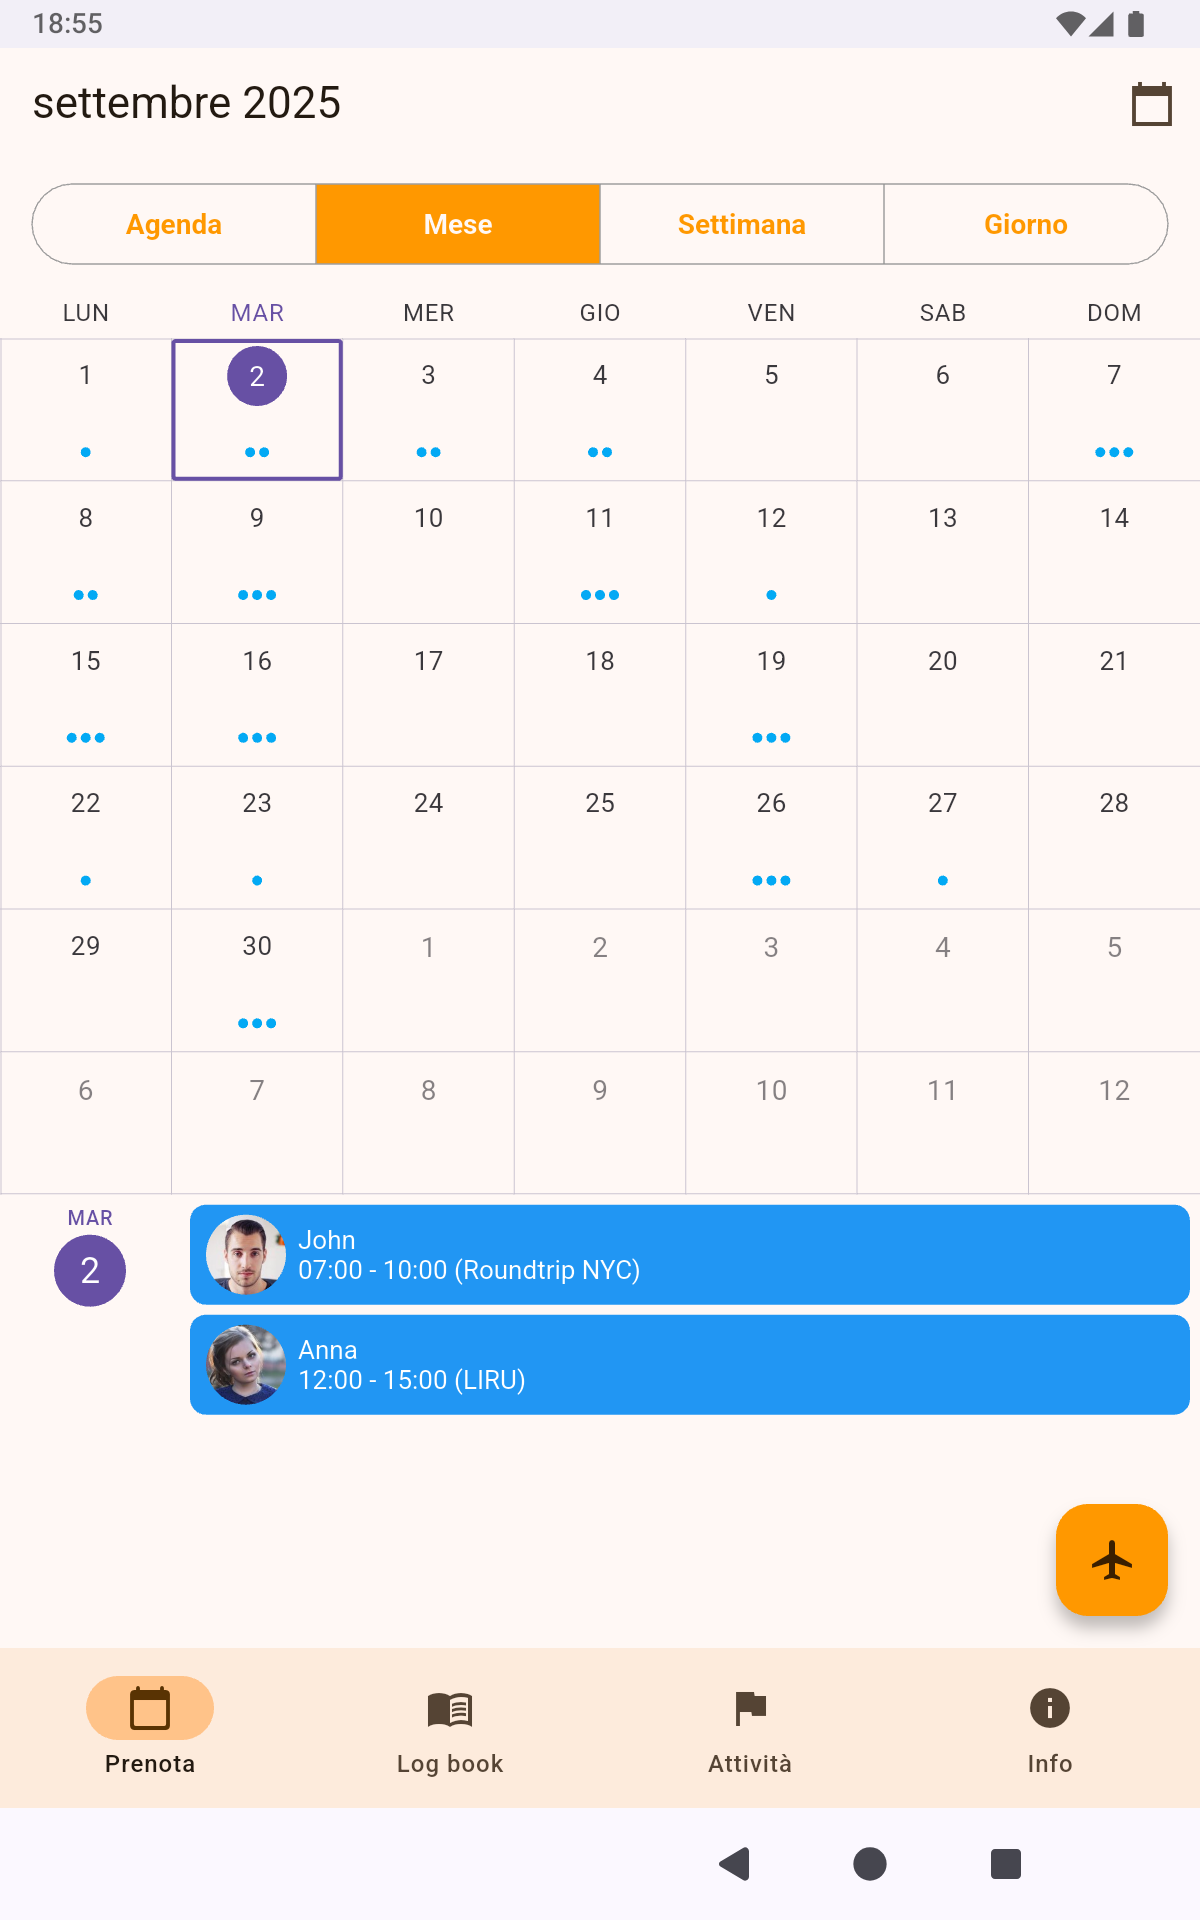 18:55
settembre 2025
Agenda Mese Settimana Giorno
LUN MAR MER GIO VEN SAB DOM
1 2 3 4 5 6 7
8 9 10 11 12 13 14
15 16 17 18 19 20 21
22 23 24 25 26 27 28
29 30 1 2 3 4 5
6 7 8 9 10 11 12
MAR
2
John
07:00 - 10:00 (Roundtrip NYC)
Anna
12:00 - 15:00 (LIRU)
Prenota Log book Attività Info